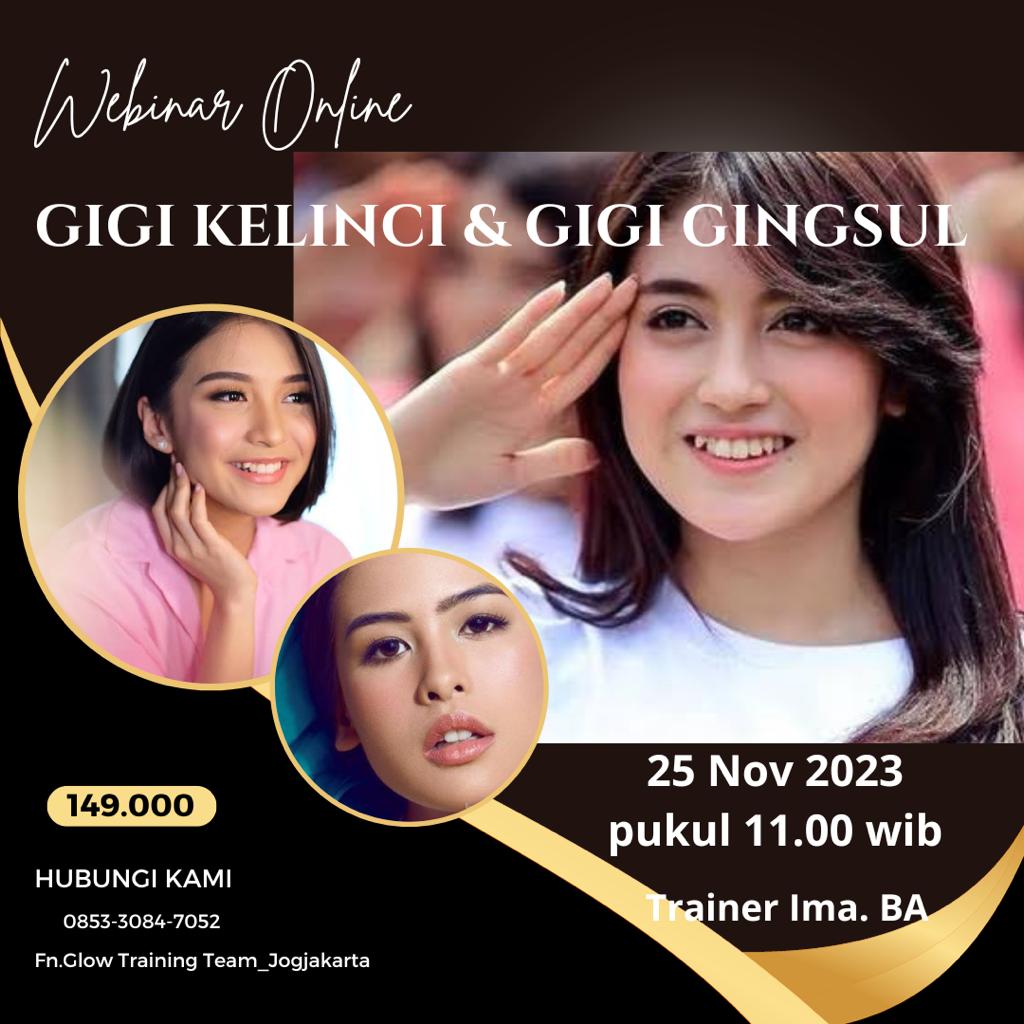 Webinar Online
GIGI KELINCI & GIGI GINGSUL
149.000
HUBUNGI KAMI
0853-3084-7052
Fn.Glow Training Team_Jogjakarta
25 Nov 2023
pukul 11.00 wib
Trainer Ima. BA